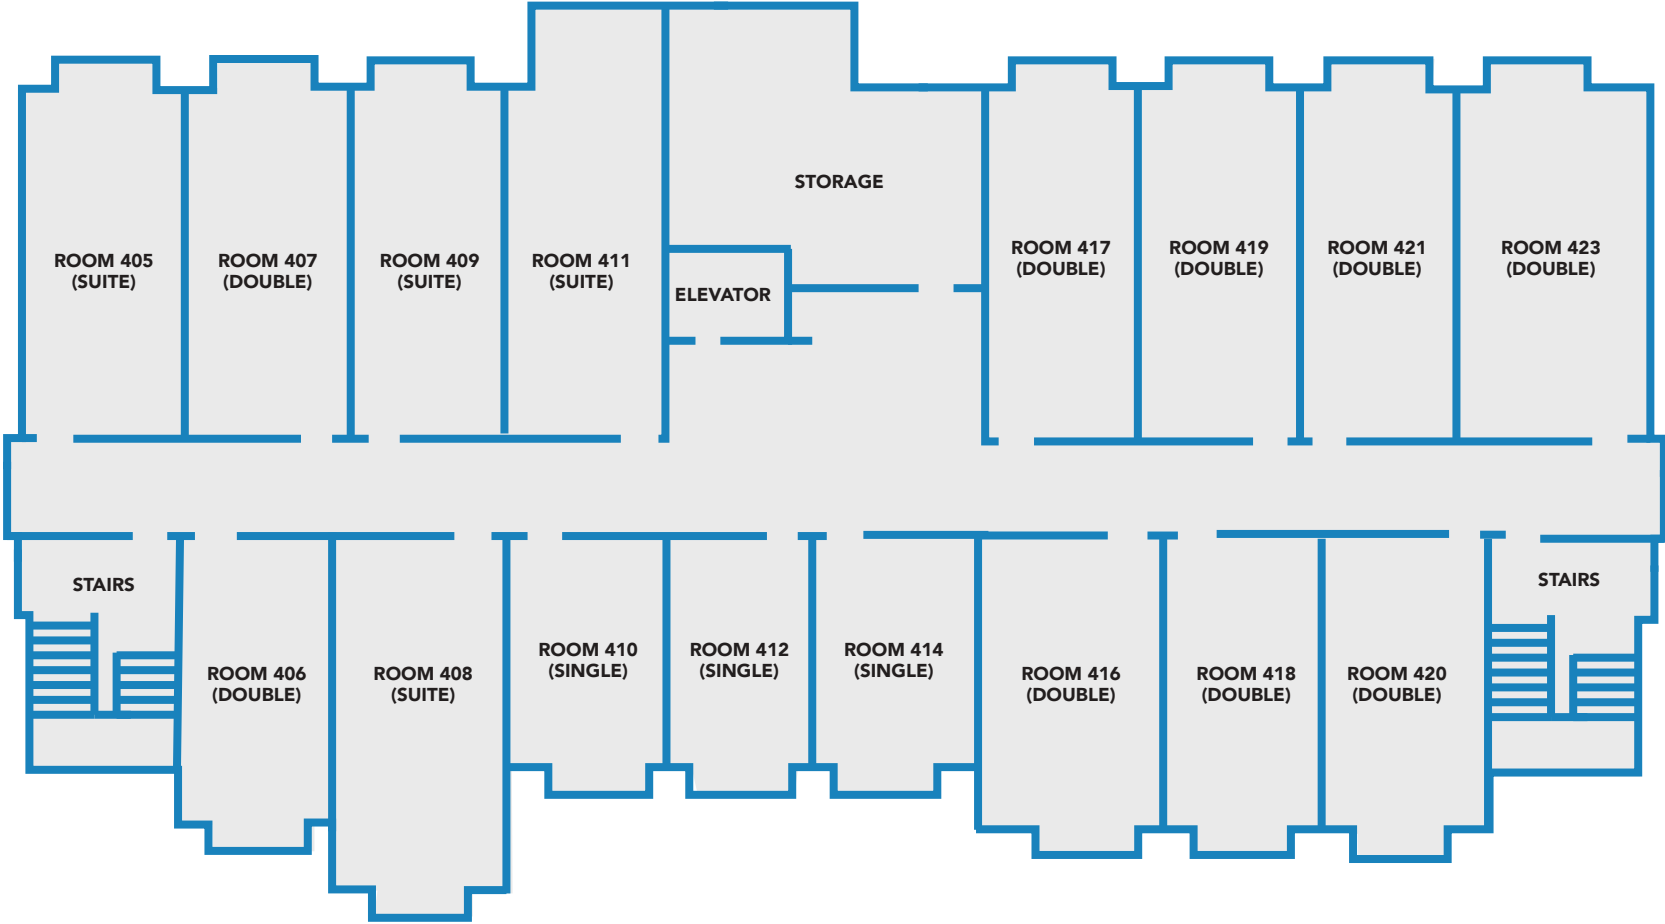 STORAGE
ROOM 405
(SUITE)
ROOM 407
(DOUBLE)
ROOM 409
(SUITE)
ROOM 411
(SUITE)
ELEVATOR
ROOM 417
(DOUBLE)
ROOM 419
(DOUBLE)
ROOM 421
(DOUBLE)
ROOM 423
(DOUBLE)
STAIRS
ROOM 406
(DOUBLE)
ROOM 408
(SUITE)
ROOM 410
(SINGLE)
ROOM 412
(SINGLE)
ROOM 414
(SINGLE)
ROOM 416
(DOUBLE)
ROOM 418
(DOUBLE)
ROOM 420
(DOUBLE)
STAIRS